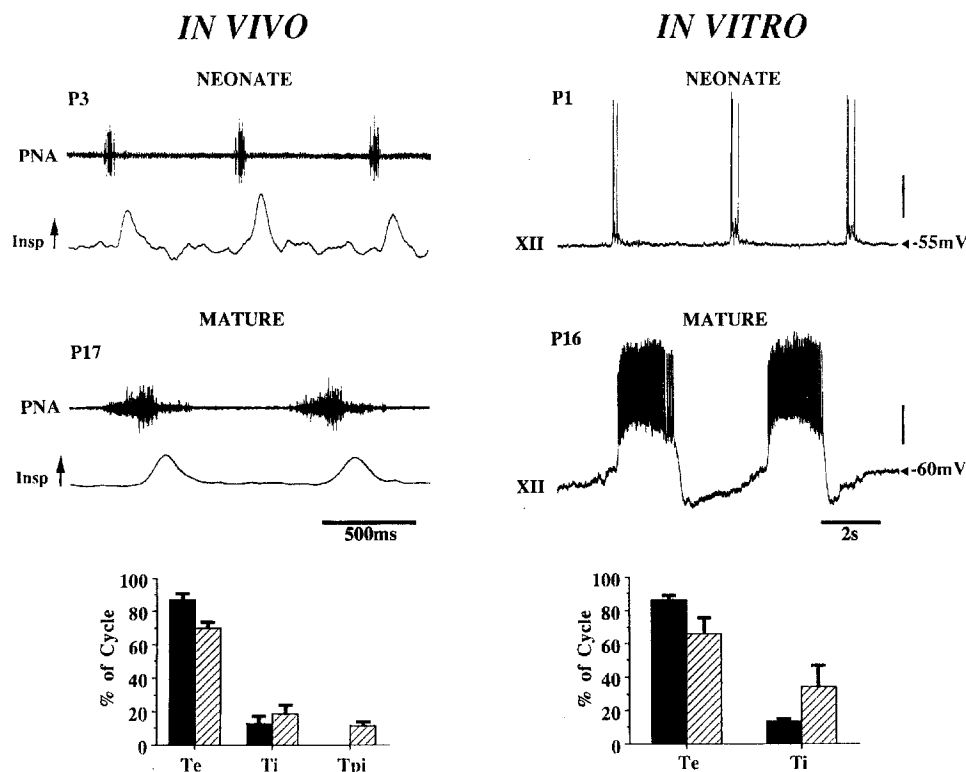 IN VIVO
NEONATE
P3
PNA
Insp
MATURE
P17
PNA
Insp
500ms
% of Cycle
100
80
60
40
20
0
Te Ti Tpi
IN VITRO
NEONATE
P1
XII
-55mV
MATURE
P16
XII
-60mV
2s
% of Cycle
100
80
60
40
20
0
Te Ti